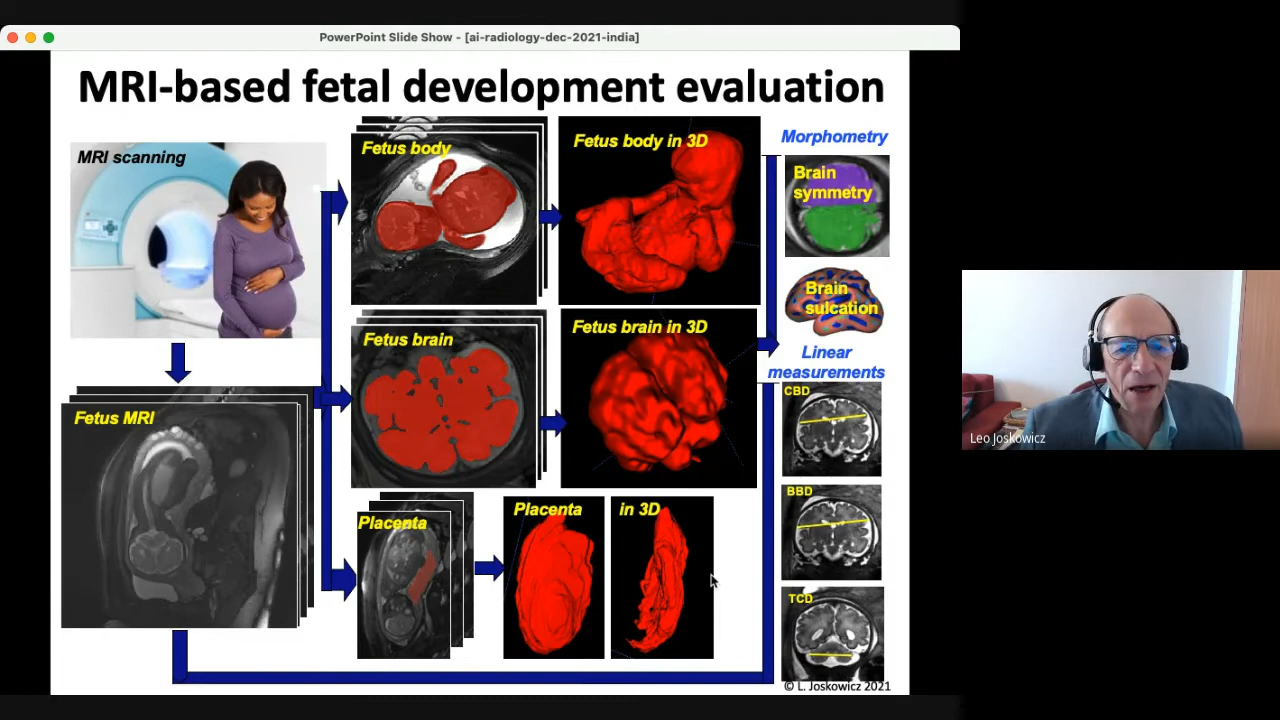 PowerPoint Slide Show - [ai-radiology-dec-2021-india]
MRI-based fetal development evaluation
MRI scanning
Fetus body
Fetus body in 3D
Morphometry
Brain
symmetry
Brain
sulcation
Fetus brain
Fetus brain in 3D
Linear
measurements
CBD
Fetus MRI
Leo Joskowicz
BBD
Placenta
Placenta
in 3D
TCD
© L. Joskowicz 2021